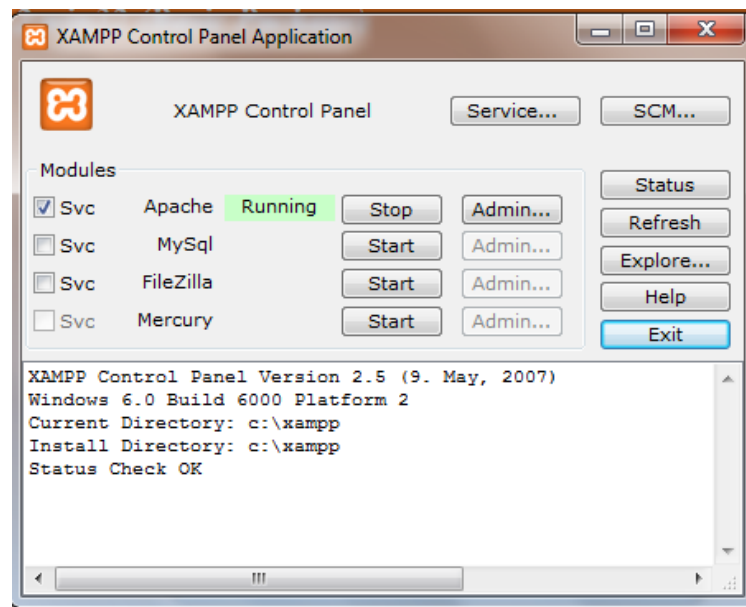 XAMPP Control Panel Application
XAMPP Control Panel Service... SCM...
Modules
Status
Svc Apache Running Stop Admin...
Refresh
Svc MySql Start Admin...
Explore...
Svc FileZilla Start Admin...
Help
Svc Mercury Start Admin...
Exit
XAMPP Control Panel Version 2.5 (9. May, 2007)
Windows 6.0 Build 6000 Platform 2
Current Directory: c:\xampp
Install Directory: c:\xampp
Status Check OK